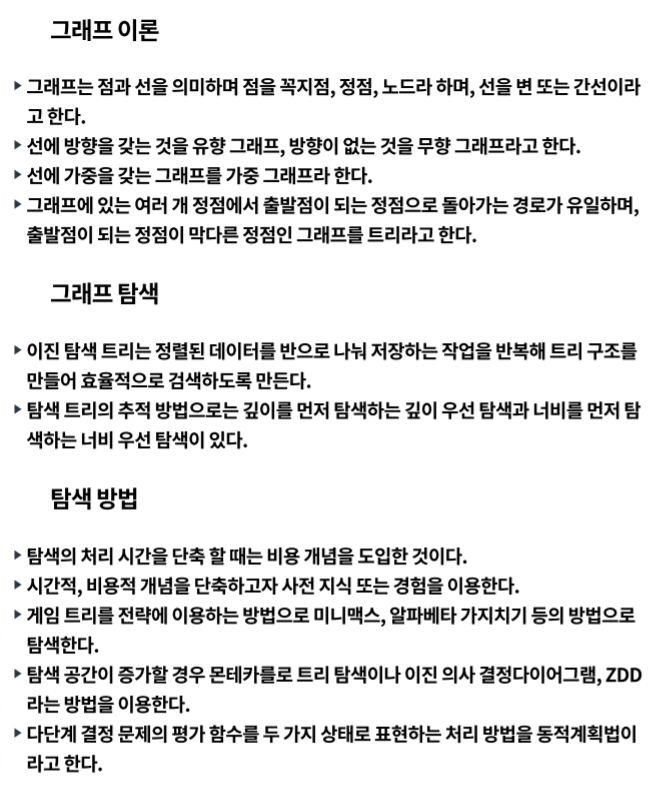 그래프 이론
▶ 그래프는 점과 선을 의미하며 점을 꼭지점, 정점, 노드라 하며, 선을 변 또는 간선이라
고 한다.
▶ 선에 방향을 갖는 것을 유향 그래프, 방향이 없는 것을 무향 그래프라고 한다.
▶ 선에 가중을 갖는 그래프를 가중 그래프라 한다.
▶ 그래프에 있는 여러 개 정점에서 출발점이 되는 정점으로 돌아가는 경로가 유일하며,
출발점이 되는 정점이 막다른 정점인 그래프를 트리라고 한다.
그래프 탐색
▶ 이진 탐색 트리는 정렬된 데이터를 반으로 나눠 저장하는 작업을 반복해 트리 구조를
만들어 효율적으로 검색하도록 만든다.
▶ 탐색 트리의 추적 방법으로는 깊이를 먼저 탐색하는 깊이 우선 탐색과 너비를 먼저 탐
색하는 너비 우선 탐색이 있다.
탐색 방법
▶ 탐색의 처리 시간을 단축 할 때는 비용 개념을 도입한 것이다.
▶ 시간적, 비용적 개념을 단축하고자 사전 지식 또는 경험을 이용한다.
▶ 게임 트리를 전략에 이용하는 방법으로 미니맥스, 알파베타 가지치기 등의 방법으로
탐색한다.
▶ 탐색 공간이 증가할 경우 몬테카를로 트리 탐색이나 이진 의사 결정다이어그램, ZDD
라는 방법을 이용한다.
▶ 다단계 결정 문제의 평가 함수를 두 가지 상태로 표현하는 처리 방법을 동적계획법이
라고 한다.